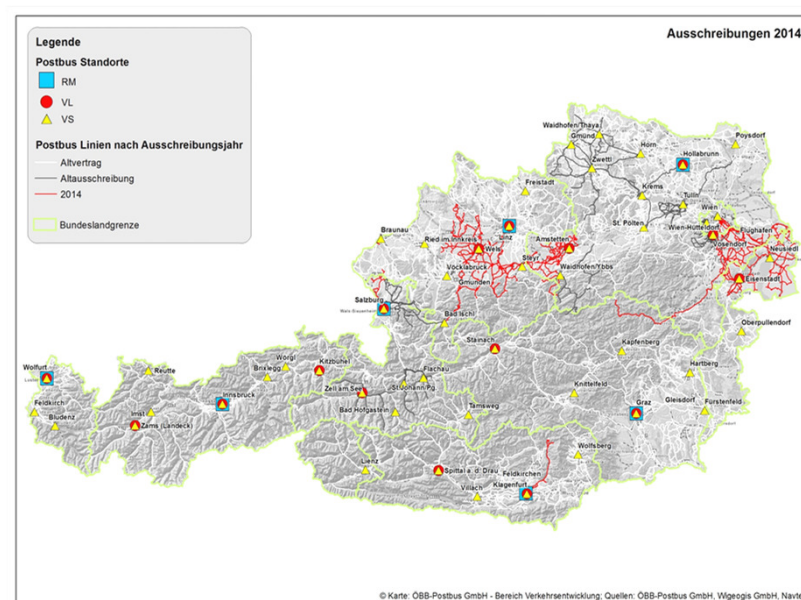 Ausschreibungen 2014
Legende
Postbus Standorte
RM
VL
VS
Postbus Linien nach Ausschreibungsjahr
Altvertrag
Altausschreibung
2014
Bundeslandgrenze
Waidhofen/Thaya
Gmünd
Horn
Poysdorf
Hollabrunn
Zwettl
Krems
Tulln
Freistadt
Wien
St. Pölten
Wien-Hütteldorf
Flughafen
Vösendorf
Neusiedl
Linz
Amstetten
Braunau
Ried im Innkreis
Wels
Steyr
Waidhofen/Ybbs
Eisenstadt
Vöcklabruck
Gmunden
Salzburg
Bad Ischl
Oberpullendorf
Stainach
Kapfenberg
Wörgl
Kitzbühel
Brixlegg
Reutte
Wolfurt
Flachau
Hartberg
Zell am See
St.Johann/Pg.
Knittelfeld
Gleisdorf
Fürstenfeld
Graz
Innsbruck
Feldkirch
Bludenz
Imst
Zams (Landeck)
Bad Hofgastein
Tamsweg
Wolfsberg
Lienz
Spittal a. d. Drau
Feldkirchen
Villach
Klagenfurt
© Karte: ÖBB-Postbus GmbH - Bereich Verkehrsentwicklung; Quellen: ÖBB-Postbus GmbH, Wigeogis GmbH, Navte